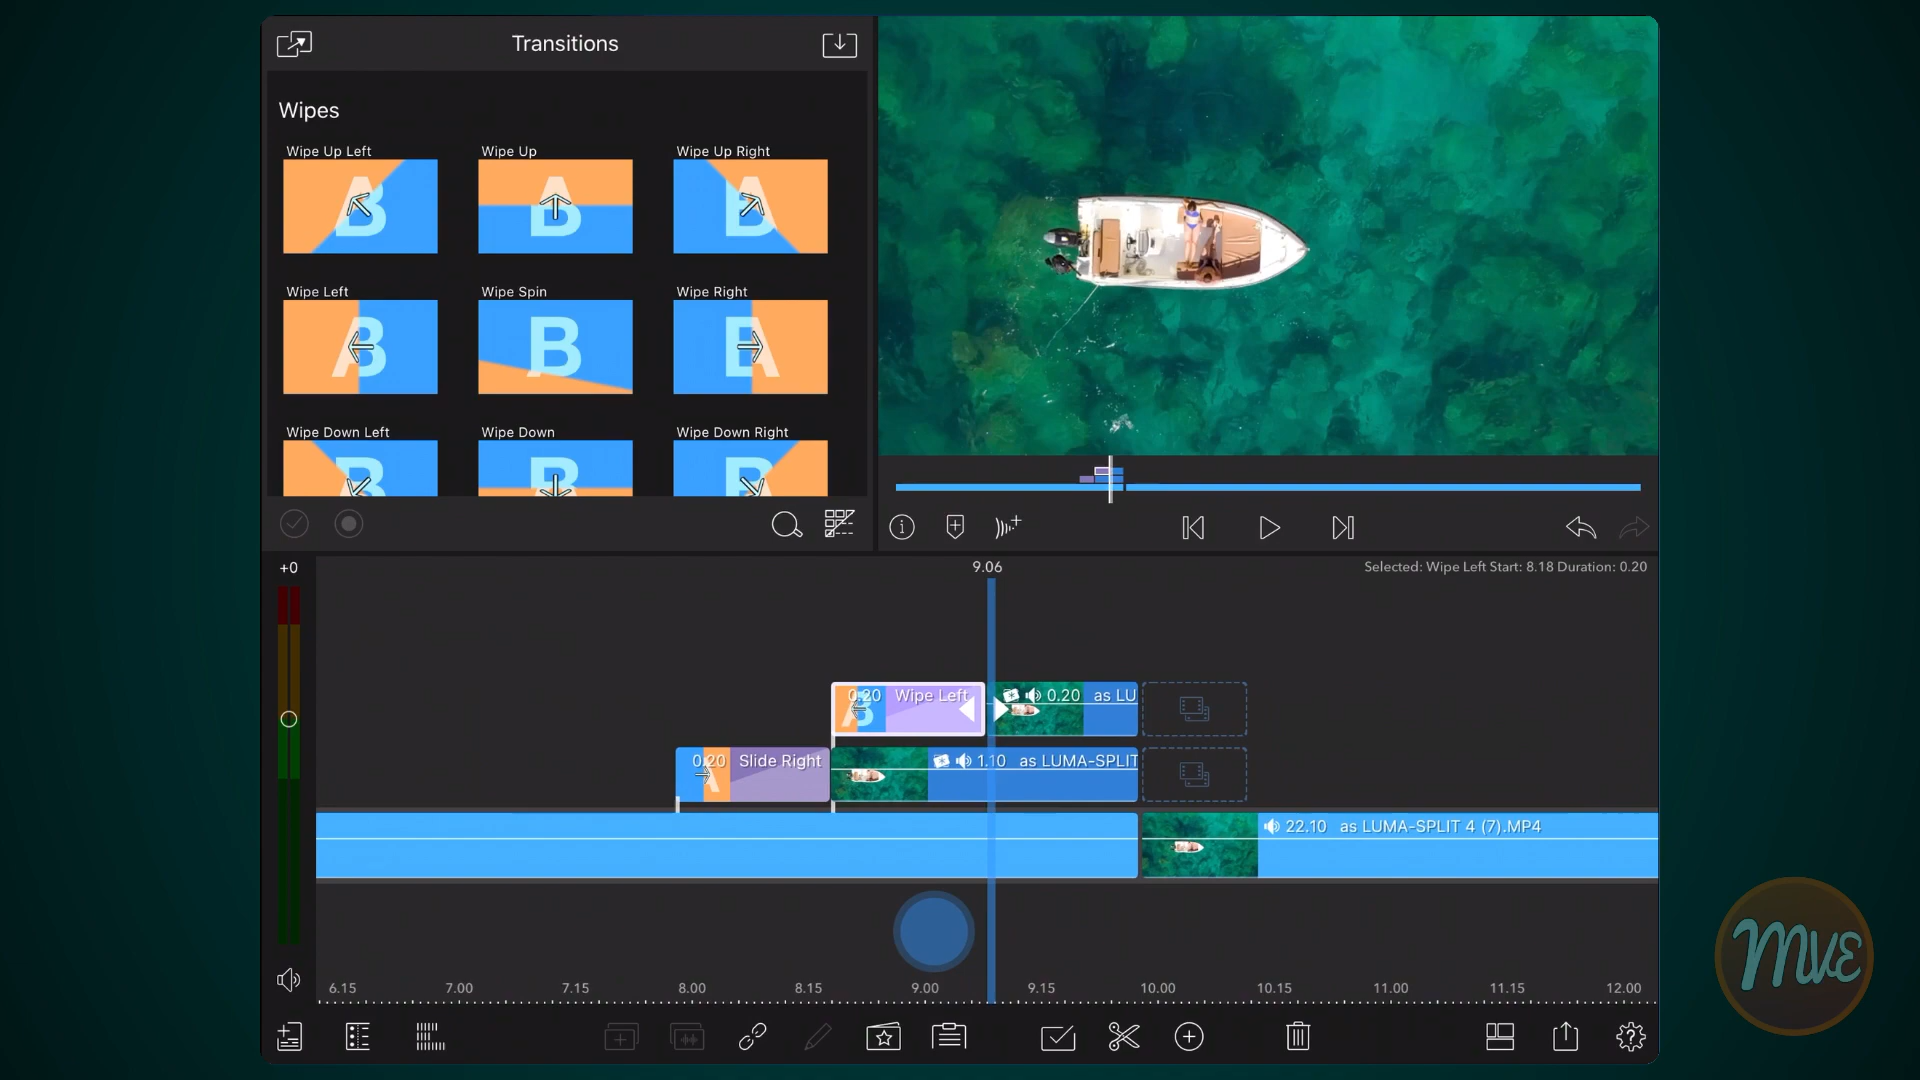 Transitions
Wipes
Wipe Up Left
Wipe Up
Wipe Up Right
A B
A B
B A
Wipe Left
Wipe Spin
Wipe Right
A B
B
B A
Wipe Down Left
Wipe Down
Wipe Down Right
B
B
B
+0
9.06
Selected: Wipe Left Start: 8.18 Duration: 0.20
0.20 Wipe Left
0.20 as LU
0.20 Slide Right
1.10 as LUMA-SPLIT
22.10 as LUMA-SPLIT 4 (7).MP4
6.15 7.00 7.15 8.00 8.15 9.00 9.15 10.00 10.15 11.00 11.15 12.00
MVE